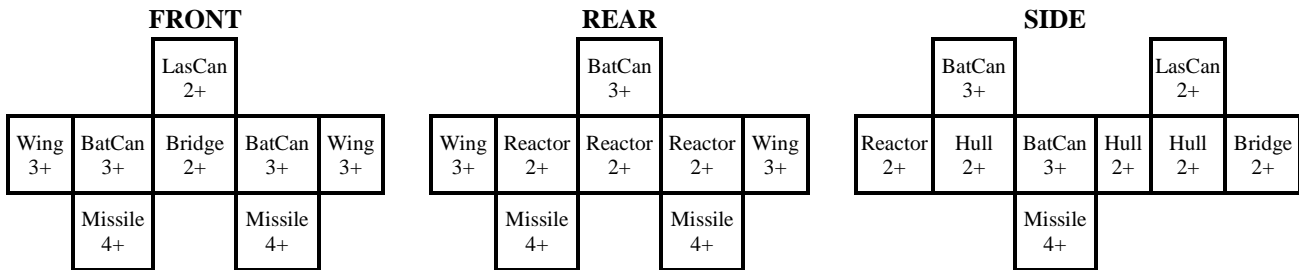 FRONT REAR SIDE
LasCan BatCan BatCan LasCan
2+ 3+ 3+ 2+
Wing BatCan Bridge BatCan Wing Wing Reactor Reactor Reactor Wing Reactor Hull BatCan Hull Hull Bridge
3+ 3+ 2+ 3+ 3+ 3+ 2+ 2+ 2+ 3+ 2+ 2+ 3+ 2+ 2+ 2+
Missile Missile Missile Missile Missile
4+ 4+ 4+ 4+ 4+